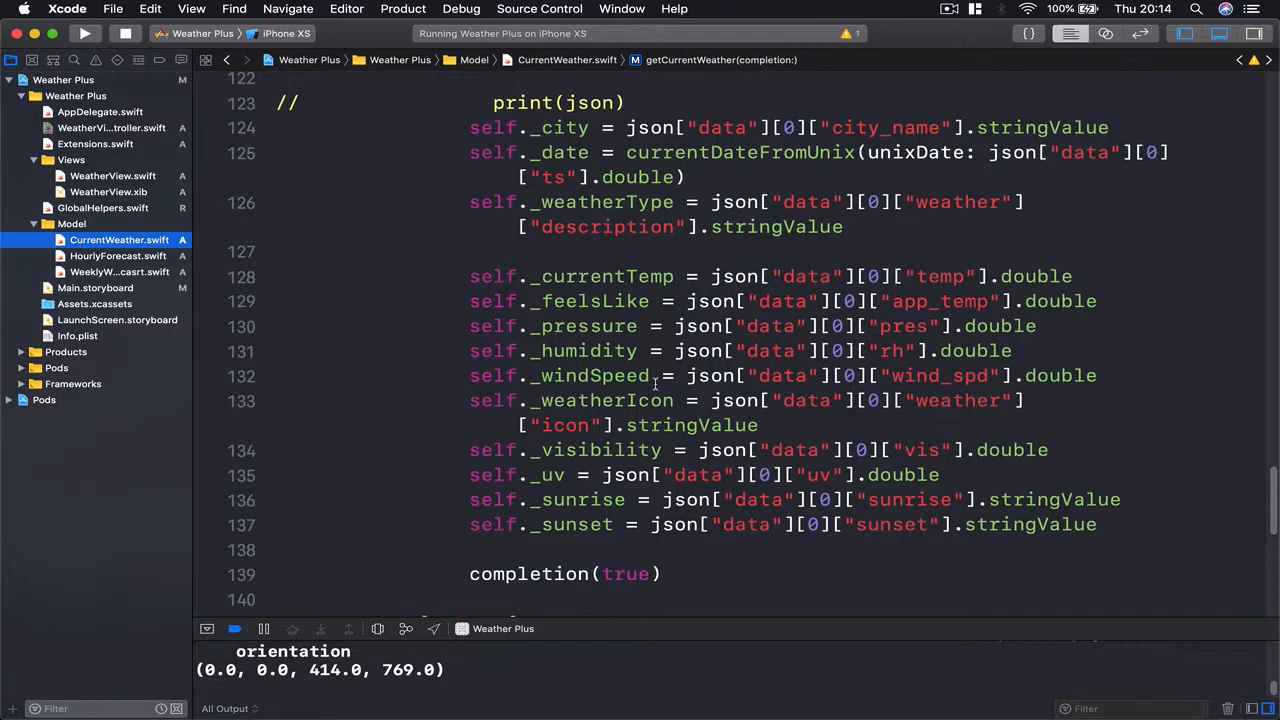 Xcode File Edit View Find Navigate Editor Product Debug Source Control Window Help 100% Thu 20:14
Weather Plus iPhone XS Running Weather Plus on iPhone XS 1
Weather Plus Weather Plus Model CurrentWeather.swift M getCurrentWeather(completion:)
Weather Plus M
Weather Plus
AppDelegate.swift
WeatherVi...troller.swift A
Extensions.swift A
Views
WeatherView.swift A
WeatherView.xib A
GlobalHelpers.swift R
Model
CurrentWeather.swift A
HourlyForecast.swift A
WeeklyW...casrt.swift A
Main.storyboard M
Assets.xcassets
LaunchScreen.storyboard
Info.plist
Products
Pods
Frameworks
Pods
122
123 // print(json)
124 self._city = json["data"][0]["city_name"].stringValue
125 self._date = currentDateFromUnix(unixDate: json["data"][0]
["ts"].double)
126 self._weatherType = json["data"][0]["weather"]
["description"].stringValue
127
128 self._currentTemp = json["data"][0]["temp"].double
129 self._feelsLike = json["data"][0]["app_temp"].double
130 self._pressure = json["data"][0]["pres"].double
131 self._humidity = json["data"][0]["rh"].double
132 self._windSpeed = json["data"][0]["wind_spd"].double
133 self._weatherIcon = json["data"][0]["weather"]
["icon"].stringValue
134 self._visibility = json["data"][0]["vis"].double
135 self._uv = json["data"][0]["uv"].double
136 self._sunrise = json["data"][0]["sunrise"].stringValue
137 self._sunset = json["data"][0]["sunset"].stringValue
138
139 completion(true)
140
Weather Plus
orientation
(0.0, 0.0, 414.0, 769.0)
Filter All Output Filter